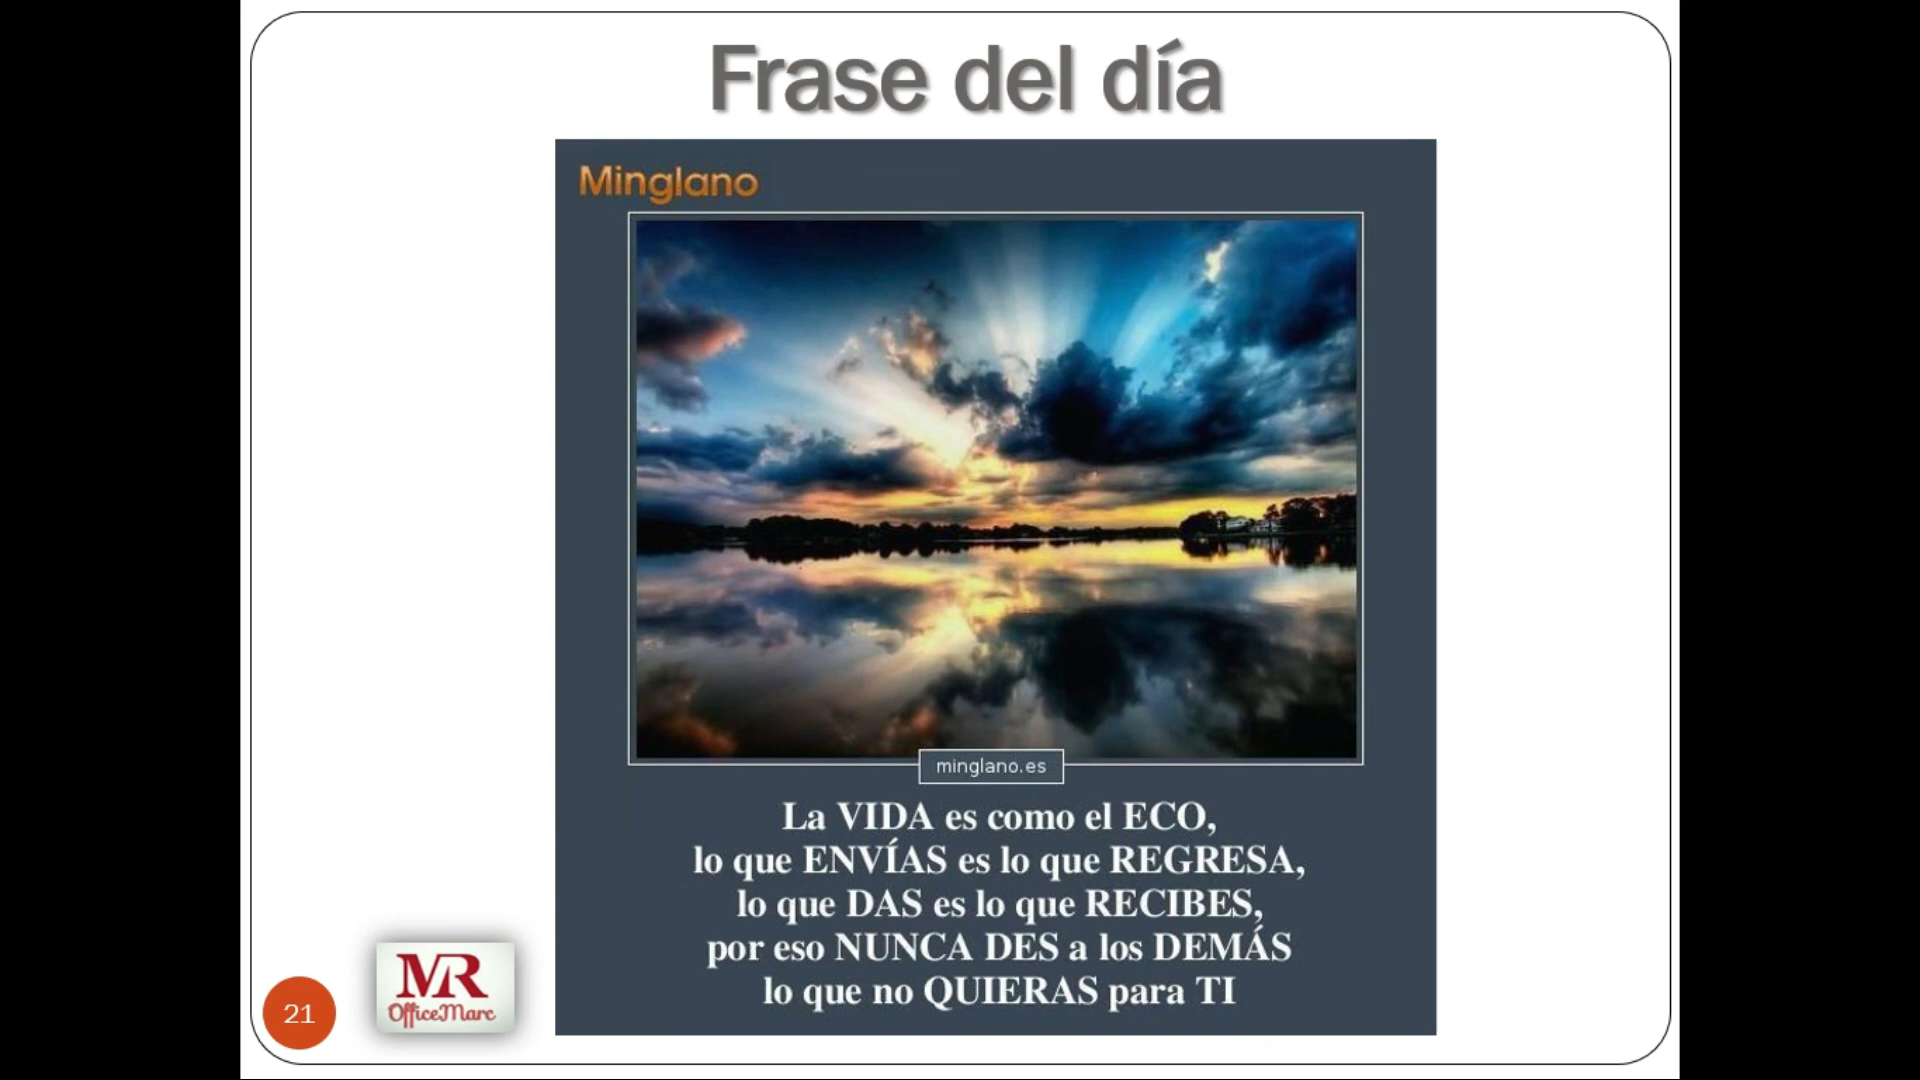 Frase del día
Minglano
minglano.es
La VIDA es como el ECO,
lo que ENVÍAS es lo que REGRESA,
lo que DAS es lo que RECIBES,
por eso NUNCA DES a los DEMÁS
lo que no QUIERAS para TI
21
MR
OfficeMarc